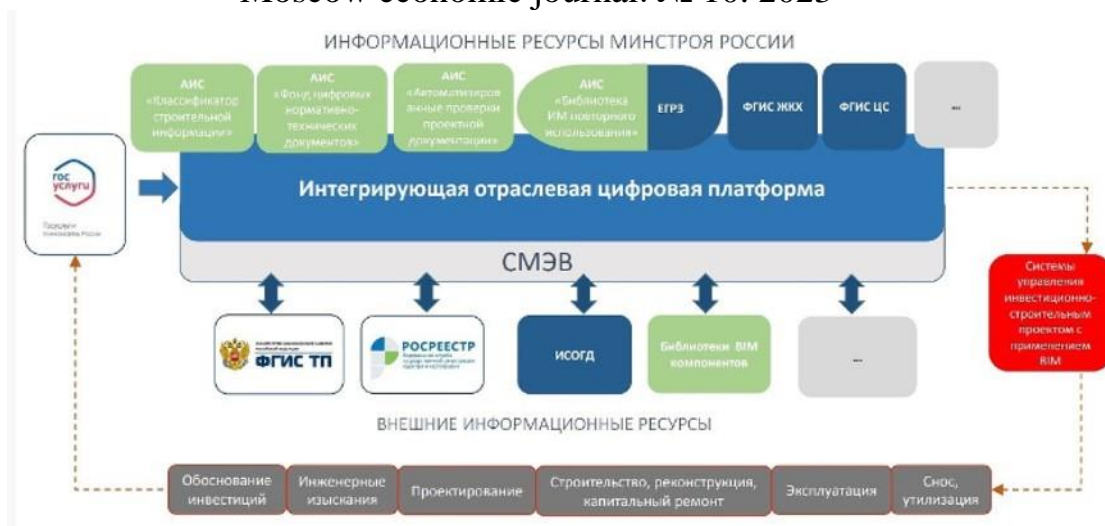 Moscow economic journal. № 10. 2023
ИНФОРМАЦИОННЫЕ РЕСУРСЫ МИНСТРОЯ РОССИИ
АИС
«Классификатор
строительной
информации»
АИС
«Фонд цифровых
нормативно-
технических
документов»
АИС
«Автоматизиров
анные проверки
проектной
документации»
АИС
«Библиотека
ИМ повторного
использования»
ЕГРЗ
ФГИС ЖКХ
ФГИС ЦС
...
гос
услуги
Интегрирующая отраслевая цифровая платформа
СМЭВ
Системы
управления
инвестиционно-
строительным
проектом с
применением
BIM
ФГИС ТП
РОСРЕЕСТР
ИСОГД
Библиотеки BIM
компонентов
...
ВНЕШНИЕ ИНФОРМАЦИОННЫЕ РЕСУРСЫ
Обоснование
инвестиций
Инженерные
изыскания
Проектирование
Строительство, реконструкция,
капитальный ремонт
Эксплуатация
Снос,
утилизация